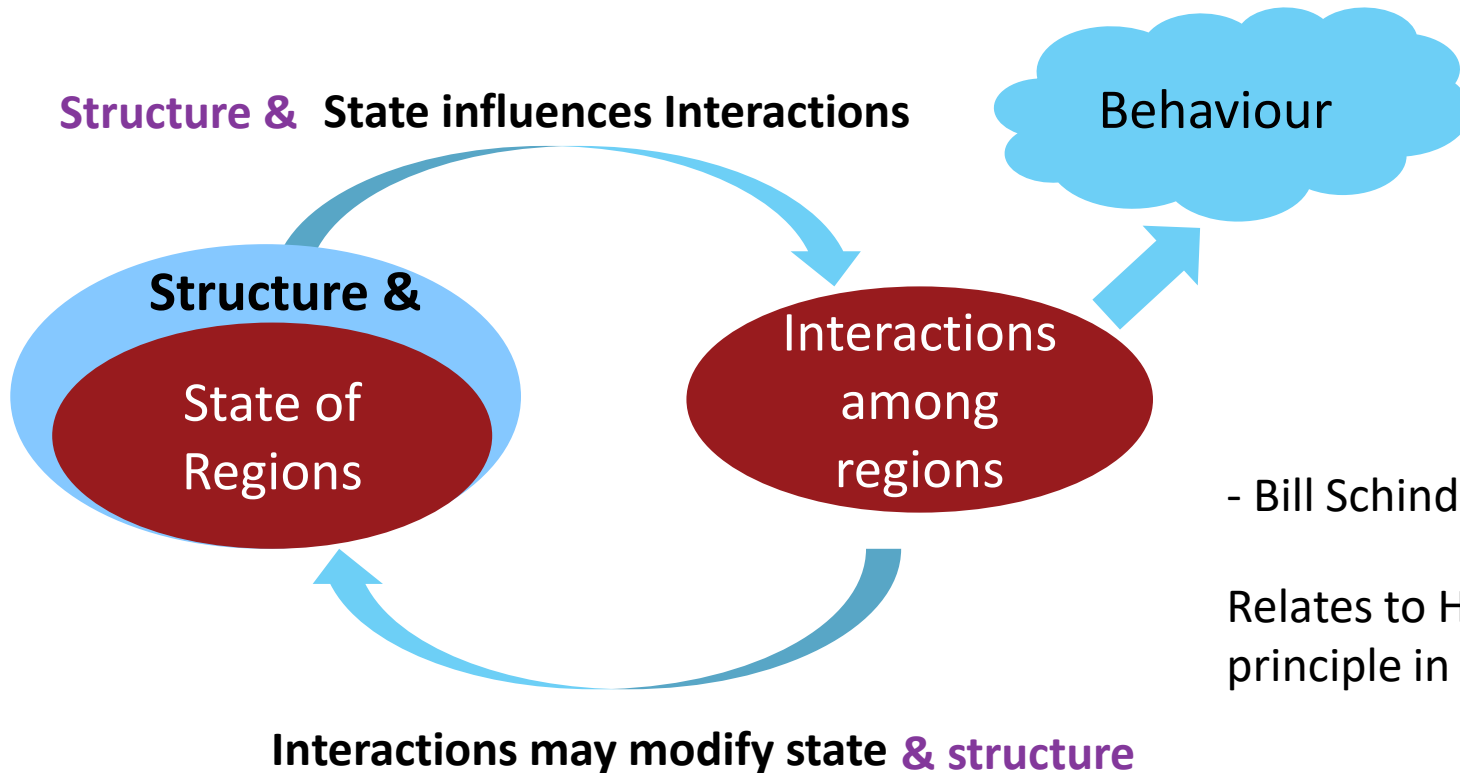 Structure & State influences Interactions
Behaviour
Structure &
State of
Regions
Interactions
among
regions
- Bill Schind
Relates to H
principle in
Interactions may modify state & structure